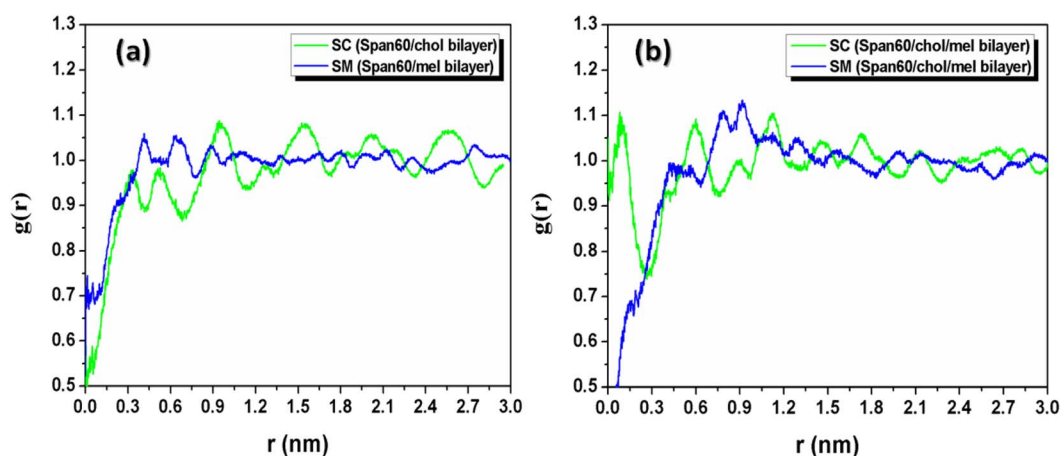 (a)
SC (Span60/chol bilayer)
SM (Span60/mel bilayer)
g(r)
1.3
1.2
1.1
1.0
0.9
0.8
0.7
0.6
0.5
0.0 0.3 0.6 0.9 1.2 1.5 1.8 2.1 2.4 2.7 3.0
r (nm)
(b)
SC (Span60/chol/mel bilayer)
SM (Span60/chol/mel bilayer)
g(r)
1.3
1.2
1.1
1.0
0.9
0.8
0.7
0.6
0.5
0.0 0.3 0.6 0.9 1.2 1.5 1.8 2.1 2.4 2.7 3.0
r (nm)